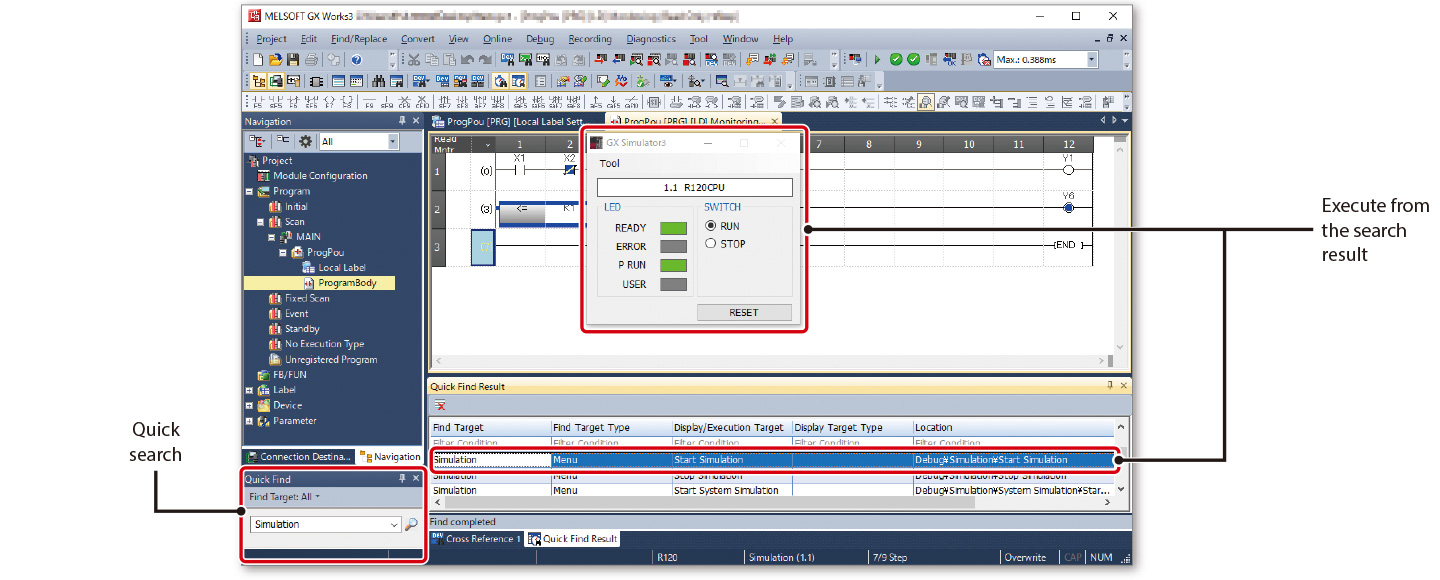 MELSOFT GX Works3
Project Edit Find/Replace Convert View Online Debug Recording Diagnostics Tool Window Help
Max.: 0.388ms
Navigation
ProgPou [PRG] [Local Label Sett...
ProgPou [PRG] [LD] Monitoring...
All
Read
Mntr
1 2 7 8 9 10 11 12
Project
Module Configuration
Program
Initial
Scan
MAIN
ProgPou
Local Label
ProgramBody
Fixed Scan
Event
Standby
No Execution Type
Unregistered Program
FB/FUN
Label
Device
Parameter
X1 X2 Y1
1 (0)
Y6
2 (3) <= K1
3 [END ]
GX Simulator3
Tool
1.1 R120CPU
LED SWITCH
READY RUN
ERROR STOP
P RUN
USER
RESET
Execute from
the search
result
Quick Find Result
Find Target Find Target Type Display/Execution Target Display Target Type Location
Filter Condition Filter Condition Filter Condition Filter Condition Filter Condition
Simulation Menu Start Simulation Debug¥Simulation¥Start Simulation
Simulation Menu Stop Simulation Debug¥Simulation¥Stop Simulation
Simulation Menu Start System Simulation Debug¥Simulation¥System Simulation¥Star...
Find completed
Cross Reference 1 Quick Find Result
Quick
search
Connection Destina... Navigation
Quick Find
Find Target: All
Simulation
R120 Simulation (1.1) 7/9 Step Overwrite CAP NUM